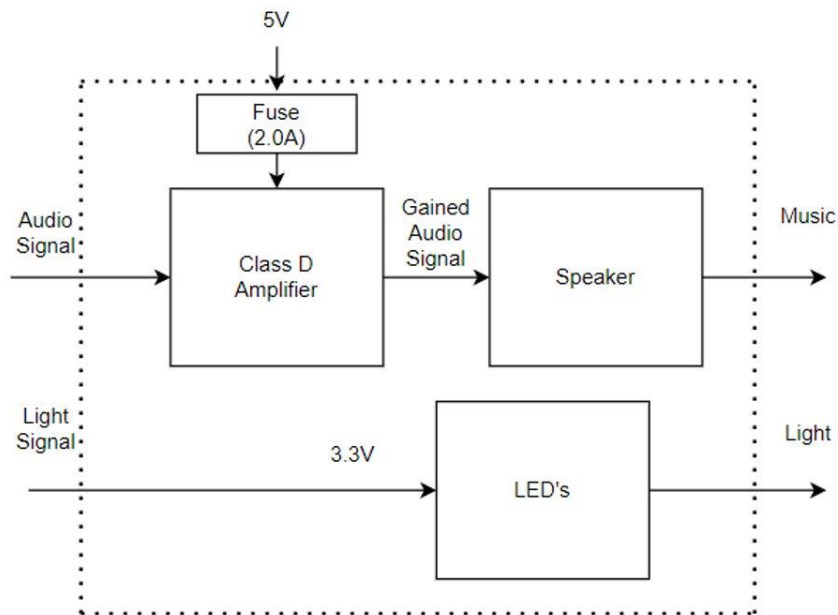 5V
Fuse
(2.0A)
Audio
Signal
Class D
Amplifier
Gained
Audio
Signal
Speaker
Music
Light
Signal
3.3V
LED's
Light